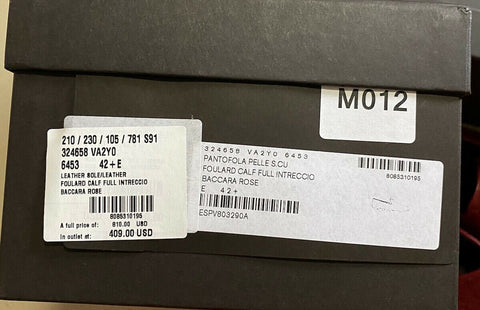 M012
210 / 230 / 105 / 781 S91
324658 VA2Y0
6453 42+E
LEATHER SOLE/LEATHER
FOULARD CALF FULL INTRECCIO
BACCARA ROSE
8085310195
A full price of: 810.00 USD
In outlet at: 409.00 USD
324658 VA2Y0 6453
PANTOFOLA PELLE S.CU
FOULARD CALF FULL INTRECCIO
BACCARA ROSE
E 42+
ESPV803290A
8085310195